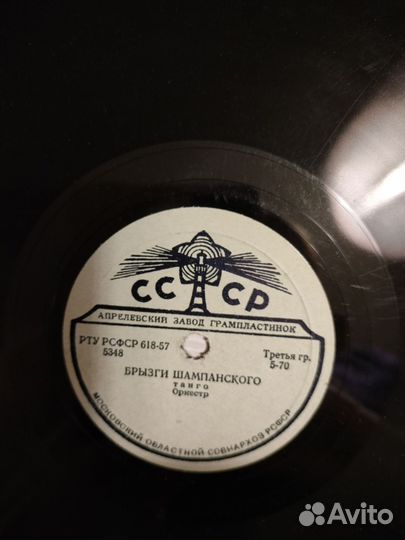 СССР
АПРЕЛЕВСКИЙ ЗАВОД ГРАМПЛАСТИНОК
РТУ РСФСР 618-57
5348
Третья гр.
5-70
БРЫЗГИ ШАМПАНСКОГО
танго
Оркестр
МОСКОВСКИЙ ОБЛАСТНОЙ СОВНАРХОЗ РСФСР
Avito